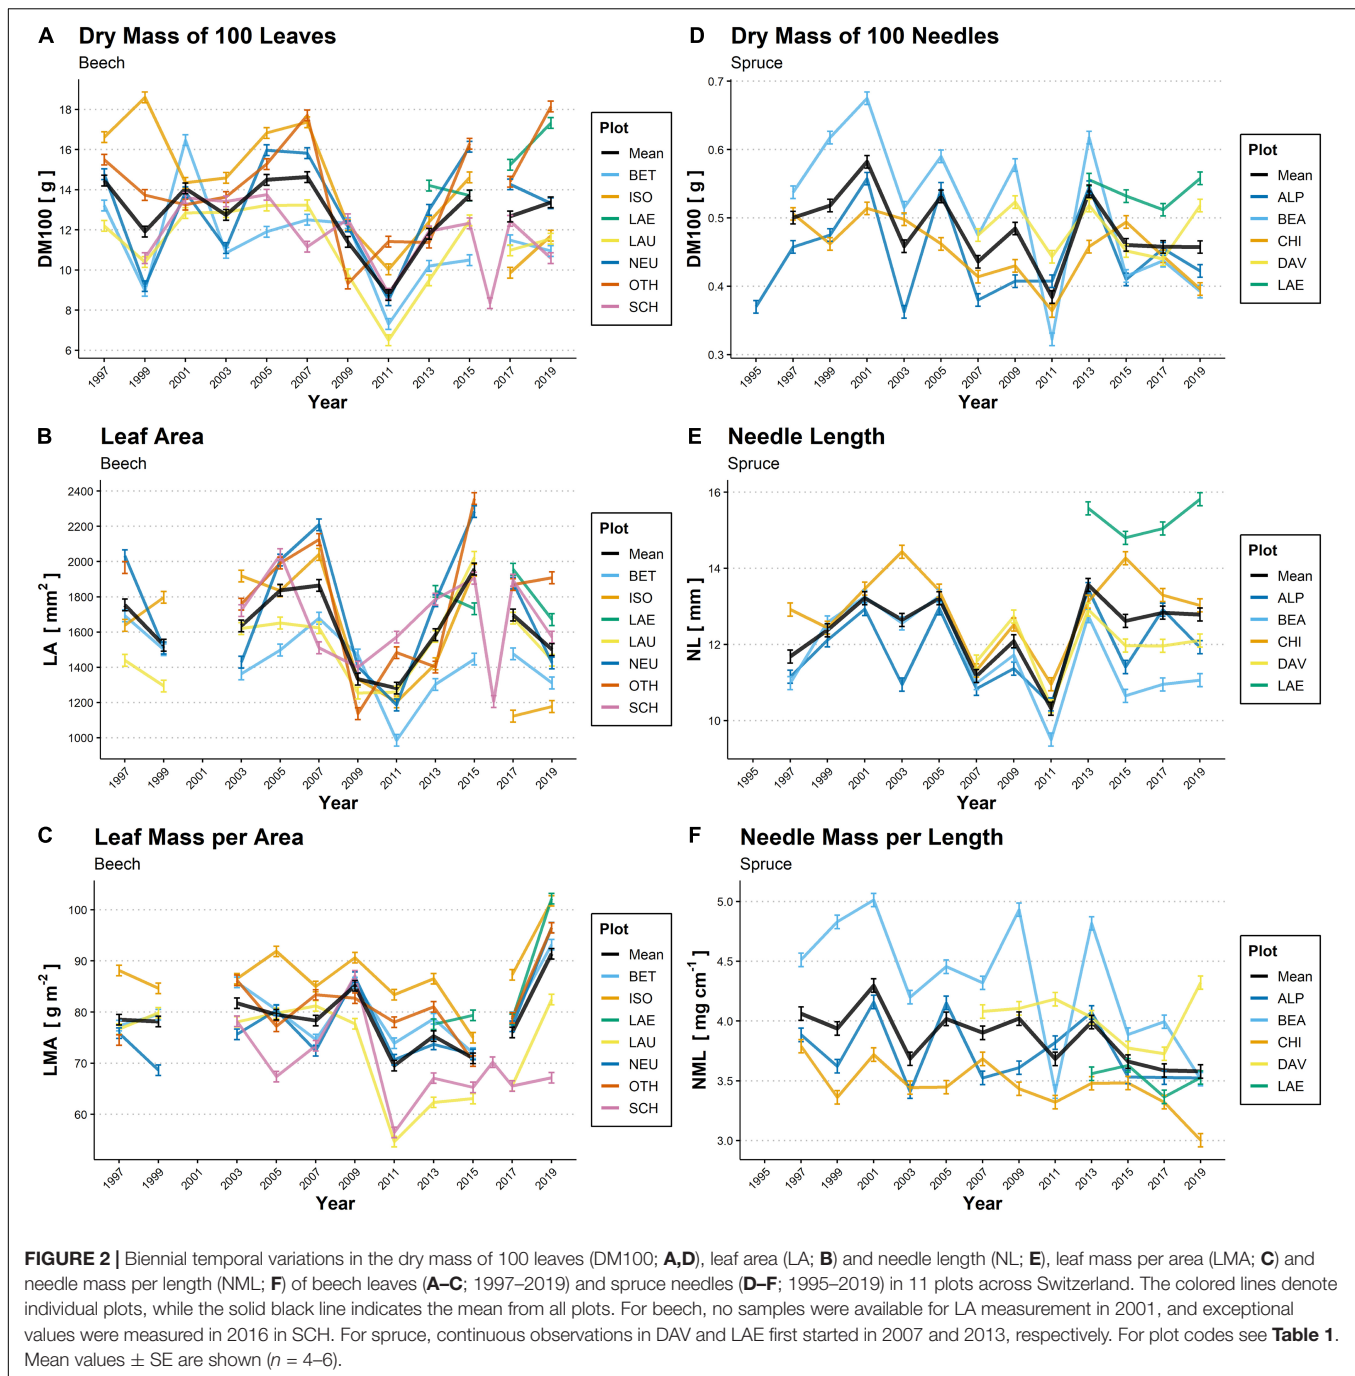 A Dry Mass of 100 Leaves
Beech
DM100 [ g ]
18
16
14
12
10
8
6
1997
1999
2001
2003
2005
2007
2009
2011
2013
2015
2017
2019
Year
Plot
Mean
BET
ISO
LAE
LAU
NEU
OTH
SCH
D Dry Mass of 100 Needles
Spruce
DM100 [ g ]
0.7
0.6
0.5
0.4
0.3
1995
1997
1999
2001
2003
2005
2007
2009
2011
2013
2015
2017
2019
Year
Plot
Mean
ALP
BEA
CHI
DAV
LAE
B Leaf Area
Beech
LA [ mm² ]
2400
2200
2000
1800
1600
1400
1200
1000
1997
1999
2001
2003
2005
2007
2009
2011
2013
2015
2017
2019
Year
Plot
Mean
BET
ISO
LAE
LAU
NEU
OTH
SCH
E Needle Length
Spruce
NL [ mm ]
16
14
12
10
1995
1997
1999
2001
2003
2005
2007
2009
2011
2013
2015
2017
2019
Year
Plot
Mean
ALP
BEA
CHI
DAV
LAE
C Leaf Mass per Area
Beech
LMA [ g m⁻² ]
100
90
80
70
60
1997
1999
2001
2003
2005
2007
2009
2011
2013
2015
2017
2019
Year
Plot
Mean
BET
ISO
LAE
LAU
NEU
OTH
SCH
F Needle Mass per Length
Spruce
NML [ mg cm⁻¹ ]
5.0
4.5
4.0
3.5
3.0
1995
1997
1999
2001
2003
2005
2007
2009
2011
2013
2015
2017
2019
Year
Plot
Mean
ALP
BEA
CHI
DAV
LAE
FIGURE 2 | Biennial temporal variations in the dry mass of 100 leaves (DM100; A,D), leaf area (LA; B) and needle length (NL; E), leaf mass per area (LMA; C) and
needle mass per length (NML; F) of beech leaves (A–C; 1997–2019) and spruce needles (D–F; 1995–2019) in 11 plots across Switzerland. The colored lines denote
individual plots, while the solid black line indicates the mean from all plots. For beech, no samples were available for LA measurement in 2001, and exceptional
values were measured in 2016 in SCH. For spruce, continuous observations in DAV and LAE first started in 2007 and 2013, respectively. For plot codes see Table 1.
Mean values ± SE are shown (n = 4–6).